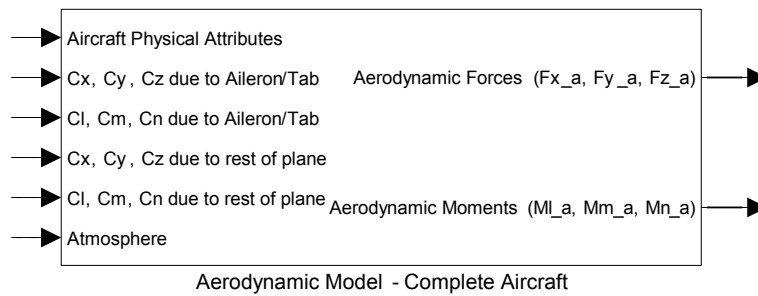 Aircraft Physical Attributes
Cx, Cy, Cz due to Aileron/Tab
Aerodynamic Forces (Fx_a, Fy_a, Fz_a)
Cl, Cm, Cn due to Aileron/Tab
Cx, Cy, Cz due to rest of plane
Cl, Cm, Cn due to rest of plane
Aerodynamic Moments (Ml_a, Mm_a, Mn_a)
Atmosphere
Aerodynamic Model - Complete Aircraft